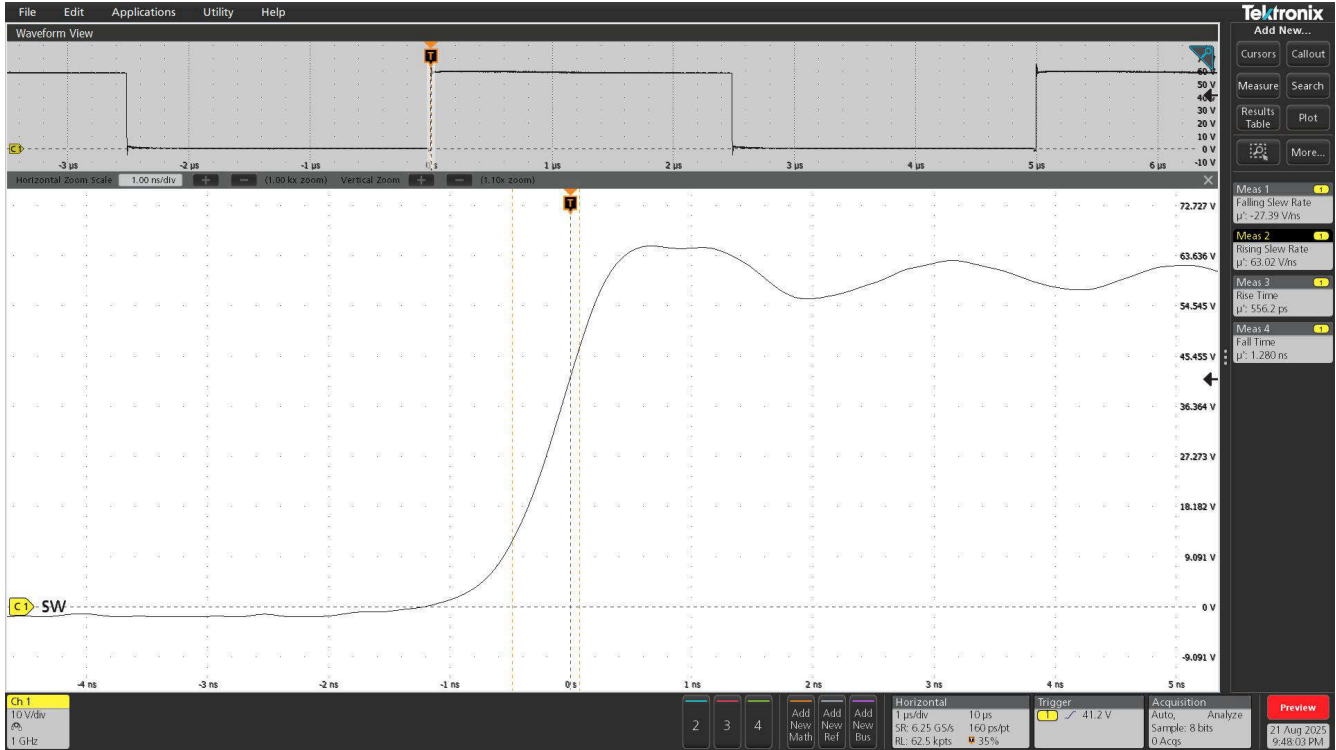 File Edit Applications Utility Help
Tektronix
Waveform View
Add New...
T
Cursors Callout
60 V
50 V
Measure Search
40 V
30 V
Results Table Plot
20 V
10 V
C1
0 V
-10 V
More...
-3 µs -2 µs -1 µs 0 s 1 µs 2 µs 3 µs 4 µs 5 µs 6 µs
Horizontal Zoom Scale 1.00 ns/div + - (1.00 kx zoom) Vertical Zoom + - (1.10x zoom) X
T
72.727 V
63.636 V
54.545 V
45.455 V
36.364 V
27.273 V
18.182 V
9.091 V
C1 SW
0 V
-9.091 V
-4 ns -3 ns -2 ns -1 ns 0 s 1 ns 2 ns 3 ns 4 ns 5 ns
Meas 1 1
Falling Slew Rate
µ': -27.39 V/ns
Meas 2 1
Rising Slew Rate
µ': 63.02 V/ns
Meas 3 1
Rise Time
µ': 556.2 ps
Meas 4 1
Fall Time
µ': 1.280 ns
Ch 1
10 V/div
1 GHz
2 3 4
Add New Math
Add New Ref
Add New Bus
Horizontal
1 µs/div 10 µs
SR: 6.25 GS/s 160 ps/pt
RL: 62.5 kpts 35%
Trigger
1 41.2 V
Acquisition
Auto, Analyze
Sample: 8 bits
0 Acqs
Preview
21 Aug 2025
9:48:03 PM